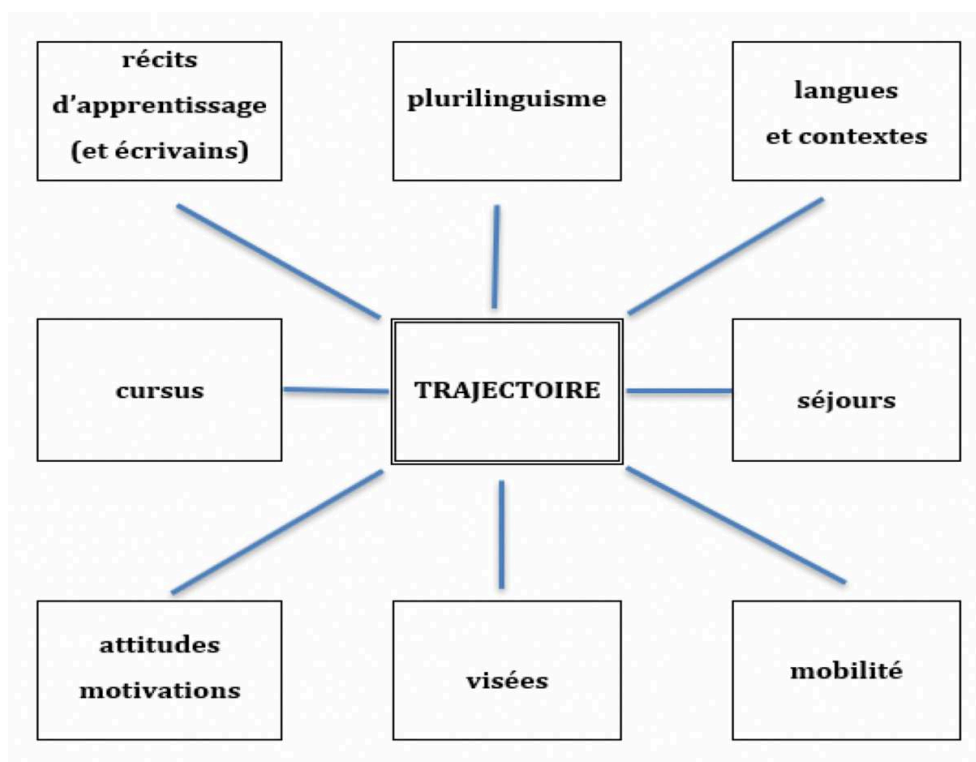 récits
d’apprentissage
(et écrivains)
plurilinguisme
langues
et contextes
cursus
TRAJECTOIRE
séjours
attitudes
motivations
visées
mobilité